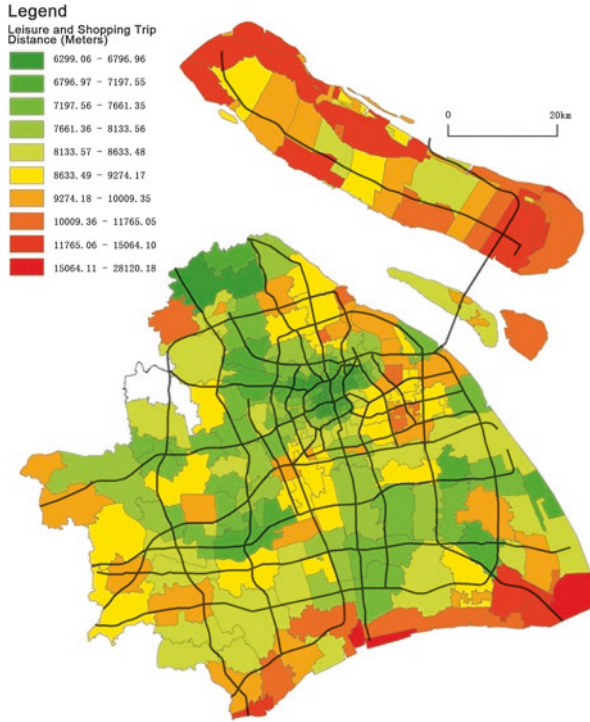 Legend
Leisure and Shopping Trip
Distance (Meters)
6299.06 - 6796.96
6796.97 - 7197.55
7197.56 - 7661.35
7661.36 - 8133.56
8133.57 - 8633.48
8633.49 - 9274.17
9274.18 - 10009.35
10009.36 - 11765.05
11765.06 - 15064.10
15064.11 - 28120.18
0 20km